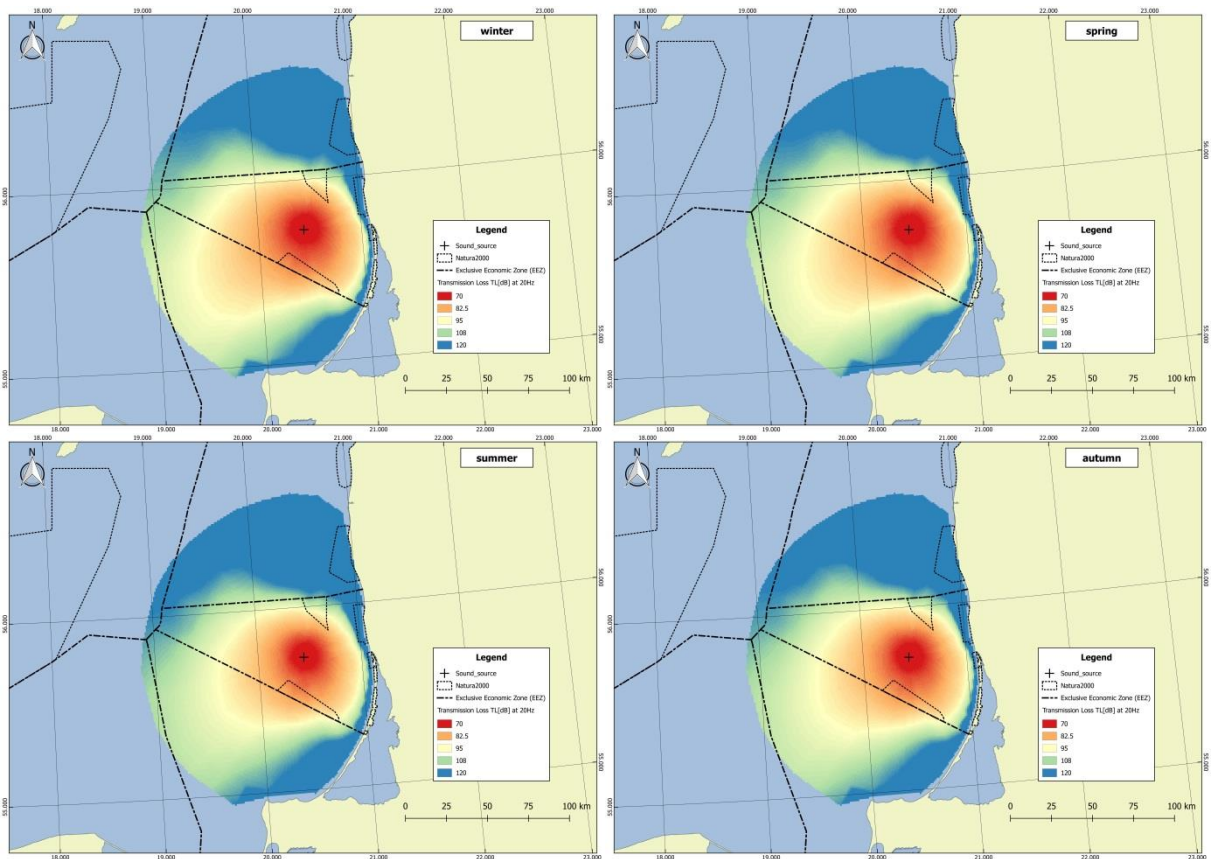 18.000 19.000 20.000 21.000 22.000 23.000
N
winter
56.000
56.000
Legend
Sound_source
Natura2000
Exclusive Economic Zone (EEZ)
Transmission Loss TL[dB] at 20Hz
70
82.5
95
108
120
55.000
55.000
0 25 50 75 100 km
18.000 19.000 20.000 21.000 22.000 23.000
18.000 19.000 20.000 21.000 22.000 23.000
N
spring
56.000
56.000
Legend
Sound_source
Natura2000
Exclusive Economic Zone (EEZ)
Transmission Loss TL[dB] at 20Hz
70
82.5
95
108
120
55.000
55.000
0 25 50 75 100 km
18.000 19.000 20.000 21.000 22.000 23.000
18.000 19.000 20.000 21.000 22.000 23.000
N
summer
56.000
56.000
Legend
Sound_source
Natura2000
Exclusive Economic Zone (EEZ)
Transmission Loss TL[dB] at 20Hz
70
82.5
95
108
120
55.000
55.000
0 25 50 75 100 km
18.000 19.000 20.000 21.000 22.000 23.000
18.000 19.000 20.000 21.000 22.000 23.000
N
autumn
56.000
56.000
Legend
Sound_source
Natura2000
Exclusive Economic Zone (EEZ)
Transmission Loss TL[dB] at 20Hz
70
82.5
95
108
120
55.000
55.000
0 25 50 75 100 km
18.000 19.000 20.000 21.000 22.000 23.000